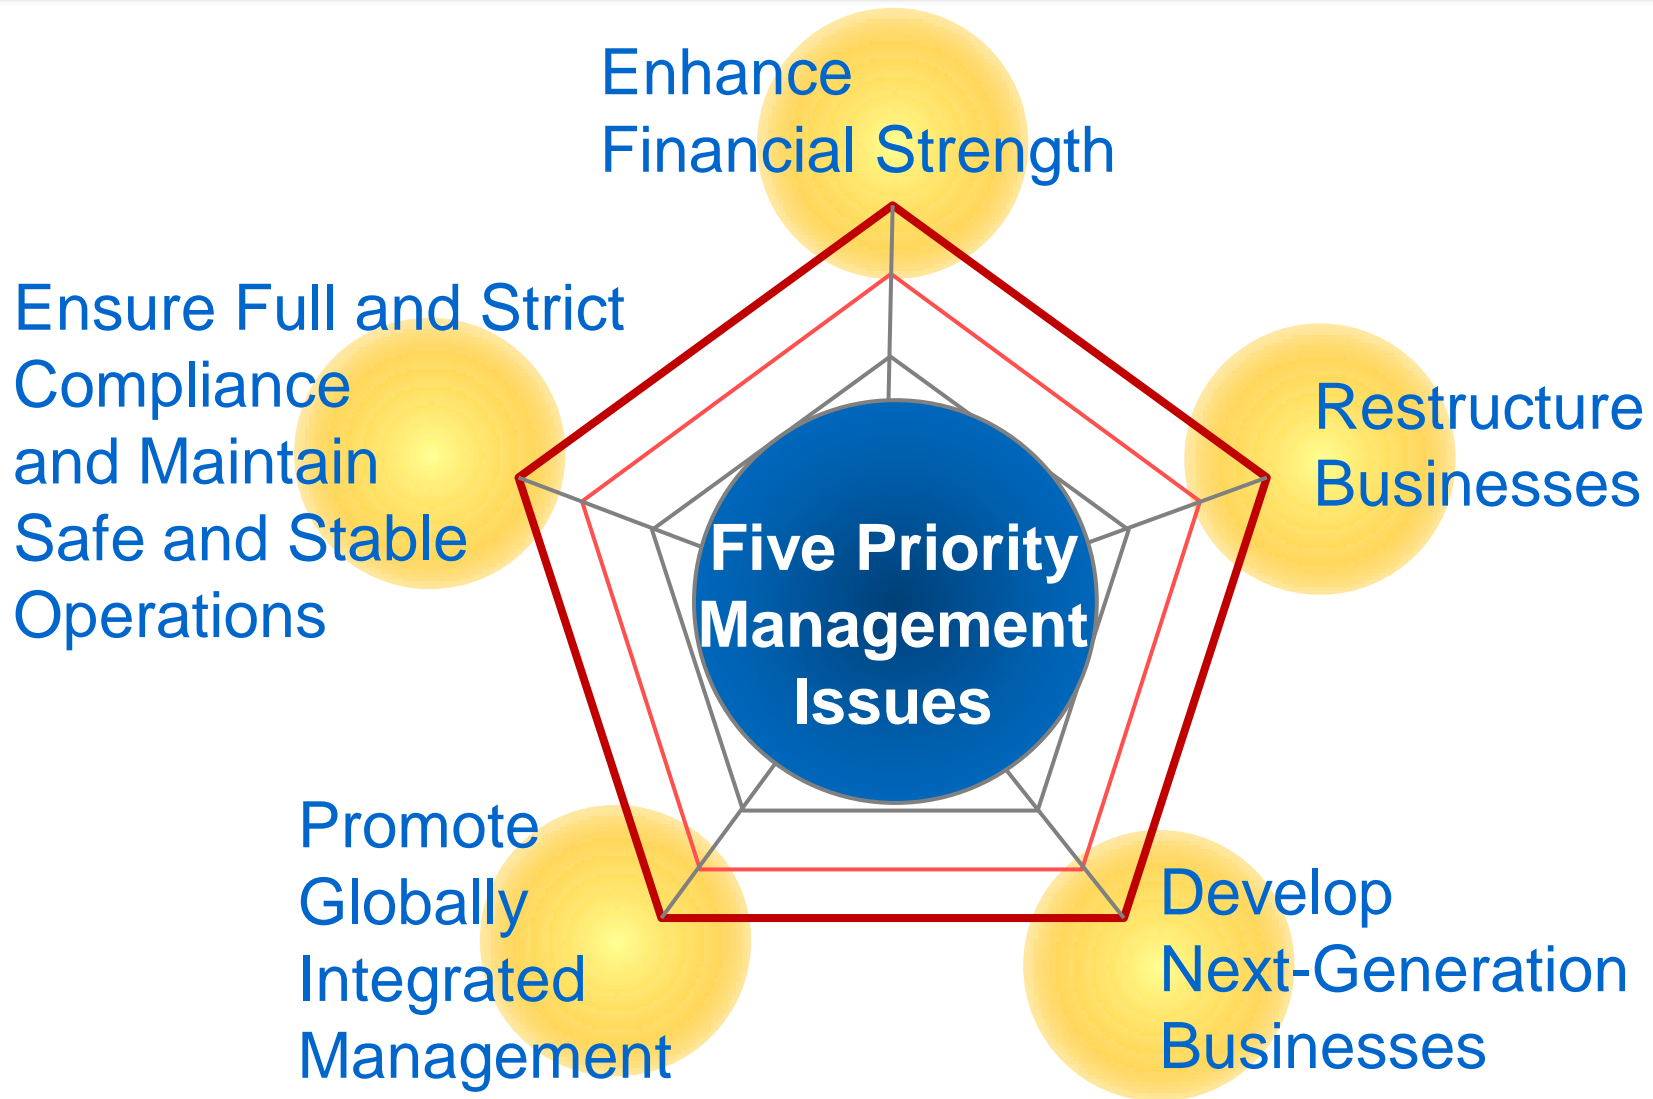 Enhance
Financial Strength
Ensure Full and Strict
Compliance
and Maintain
Safe and Stable
Operations
Restructure
Businesses
Five Priority
Management
Issues
Promote
Globally
Integrated
Management
Develop
Next-Generation
Businesses